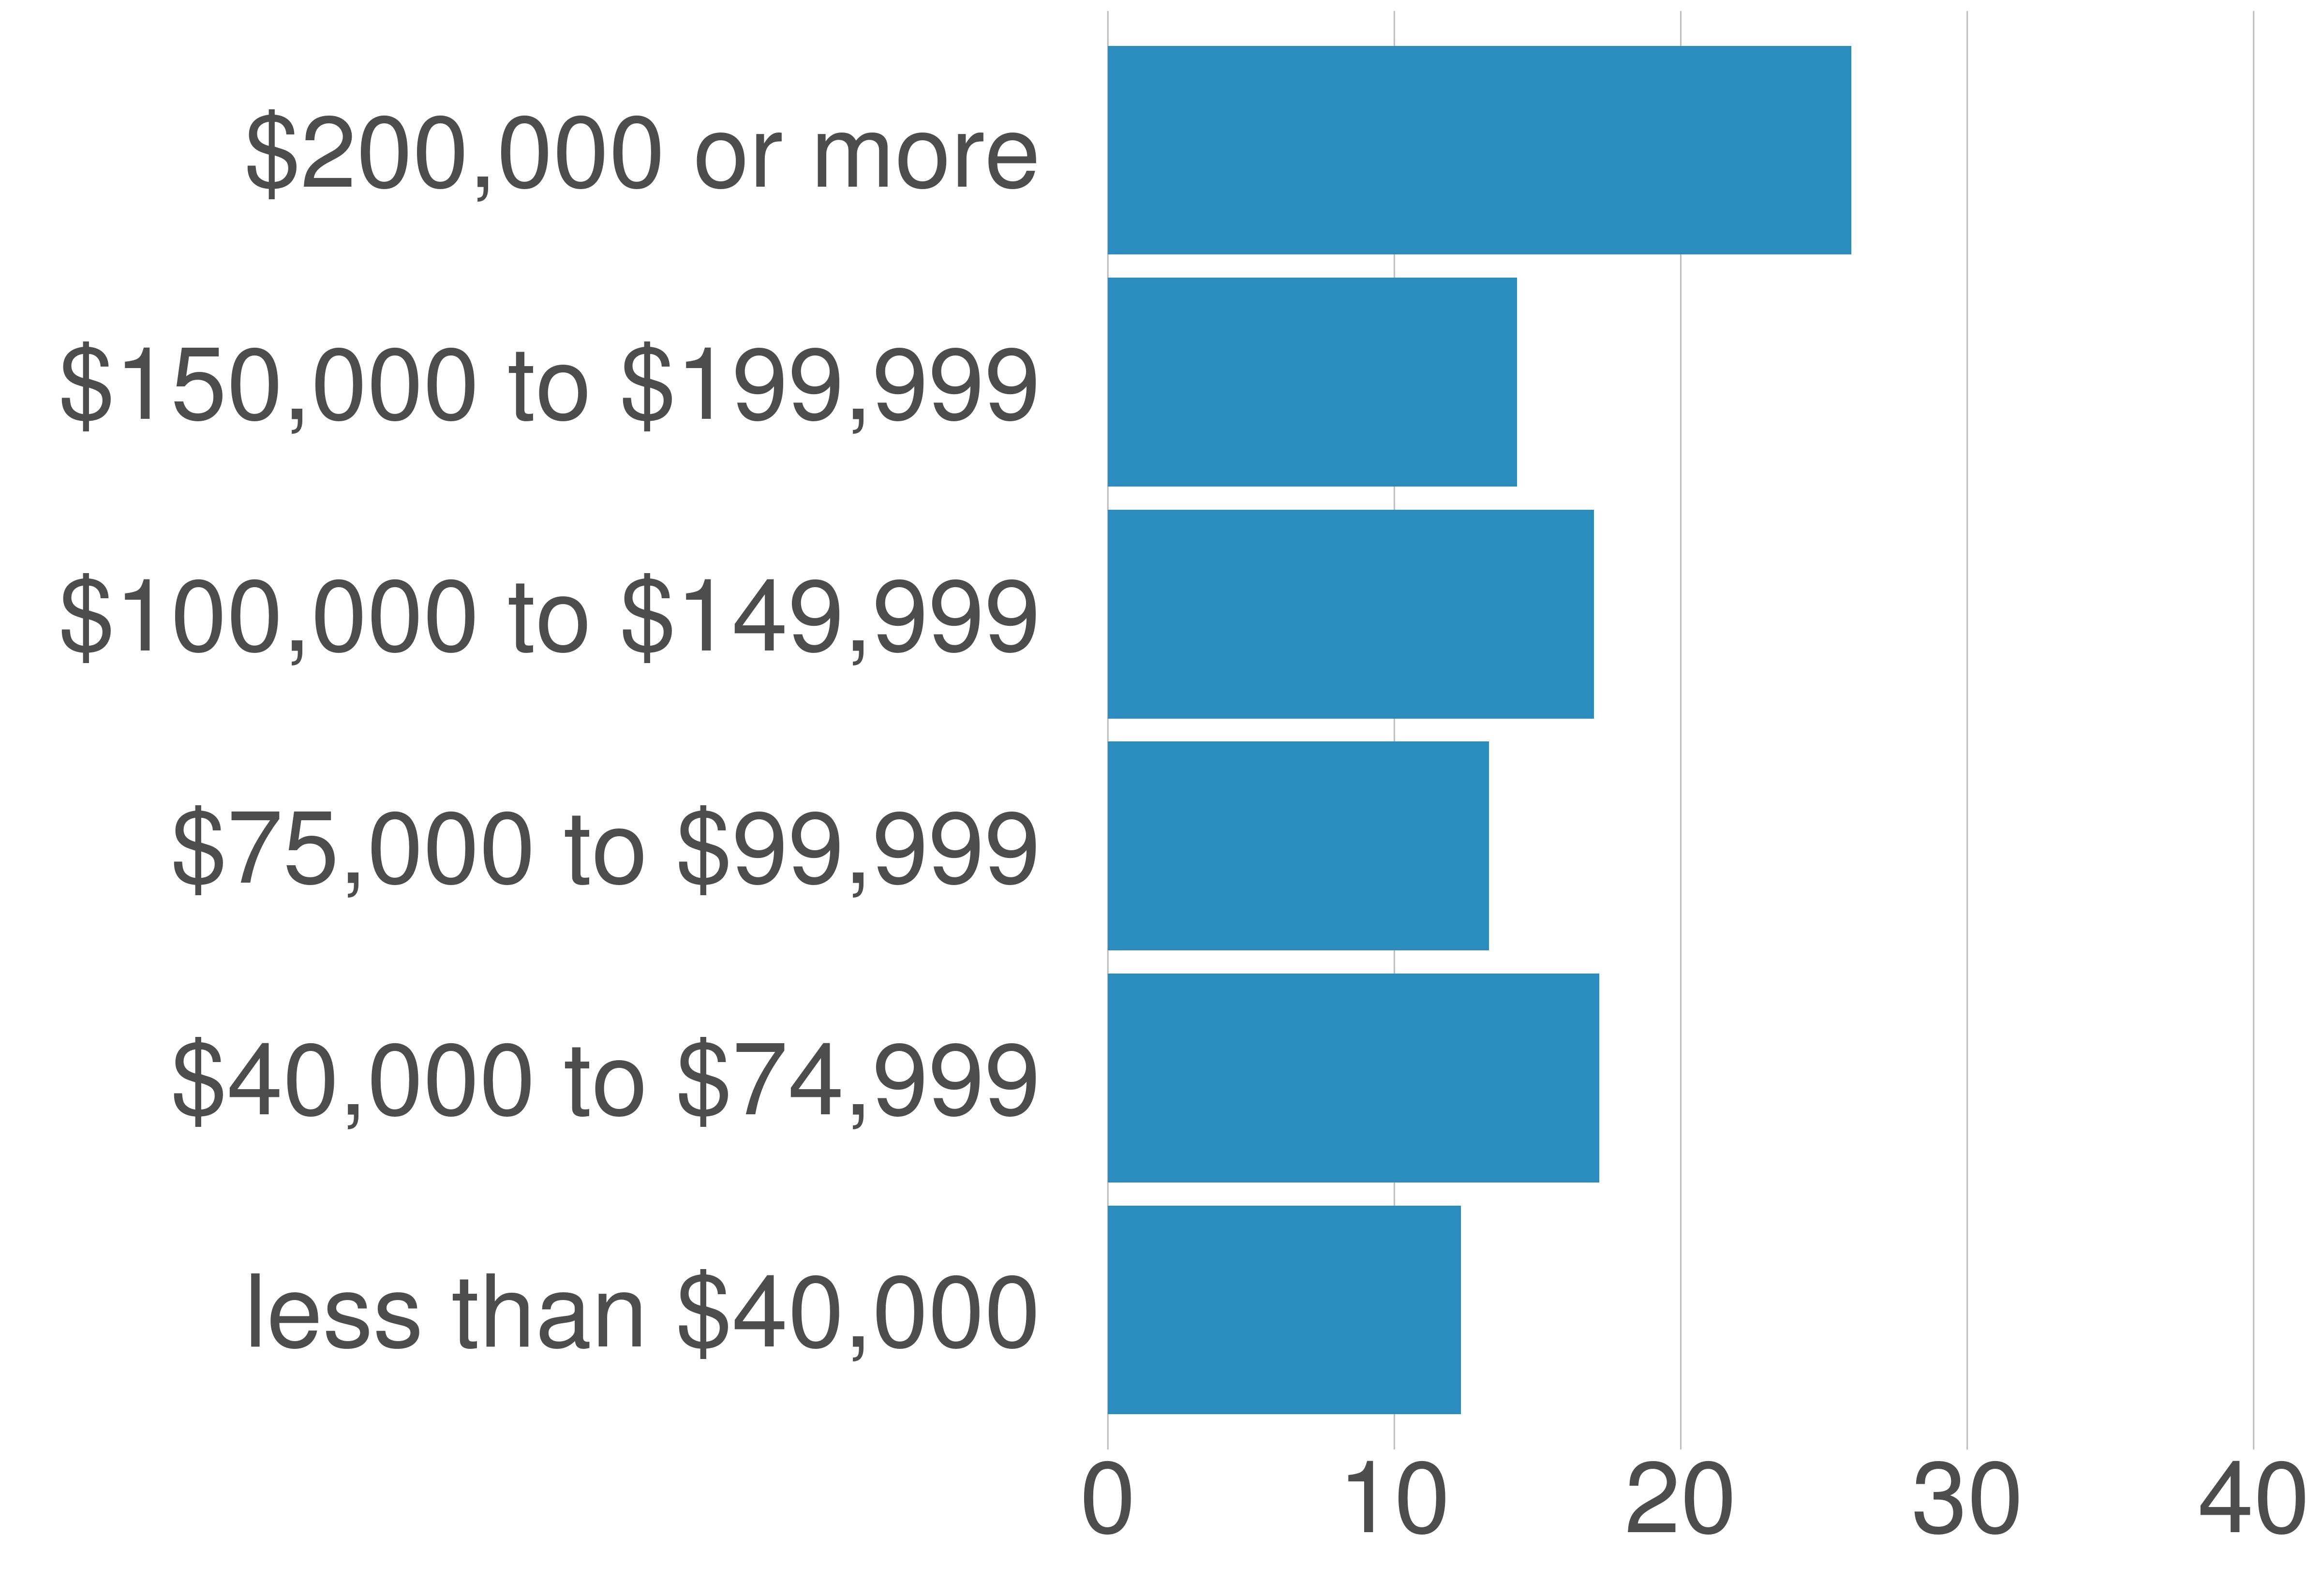 $200,000 or more
$150,000 to $199,999
$100,000 to $149,999
$75,000 to $99,999
$40,000 to $74,999
less than $40,000
0 10 20 30 40